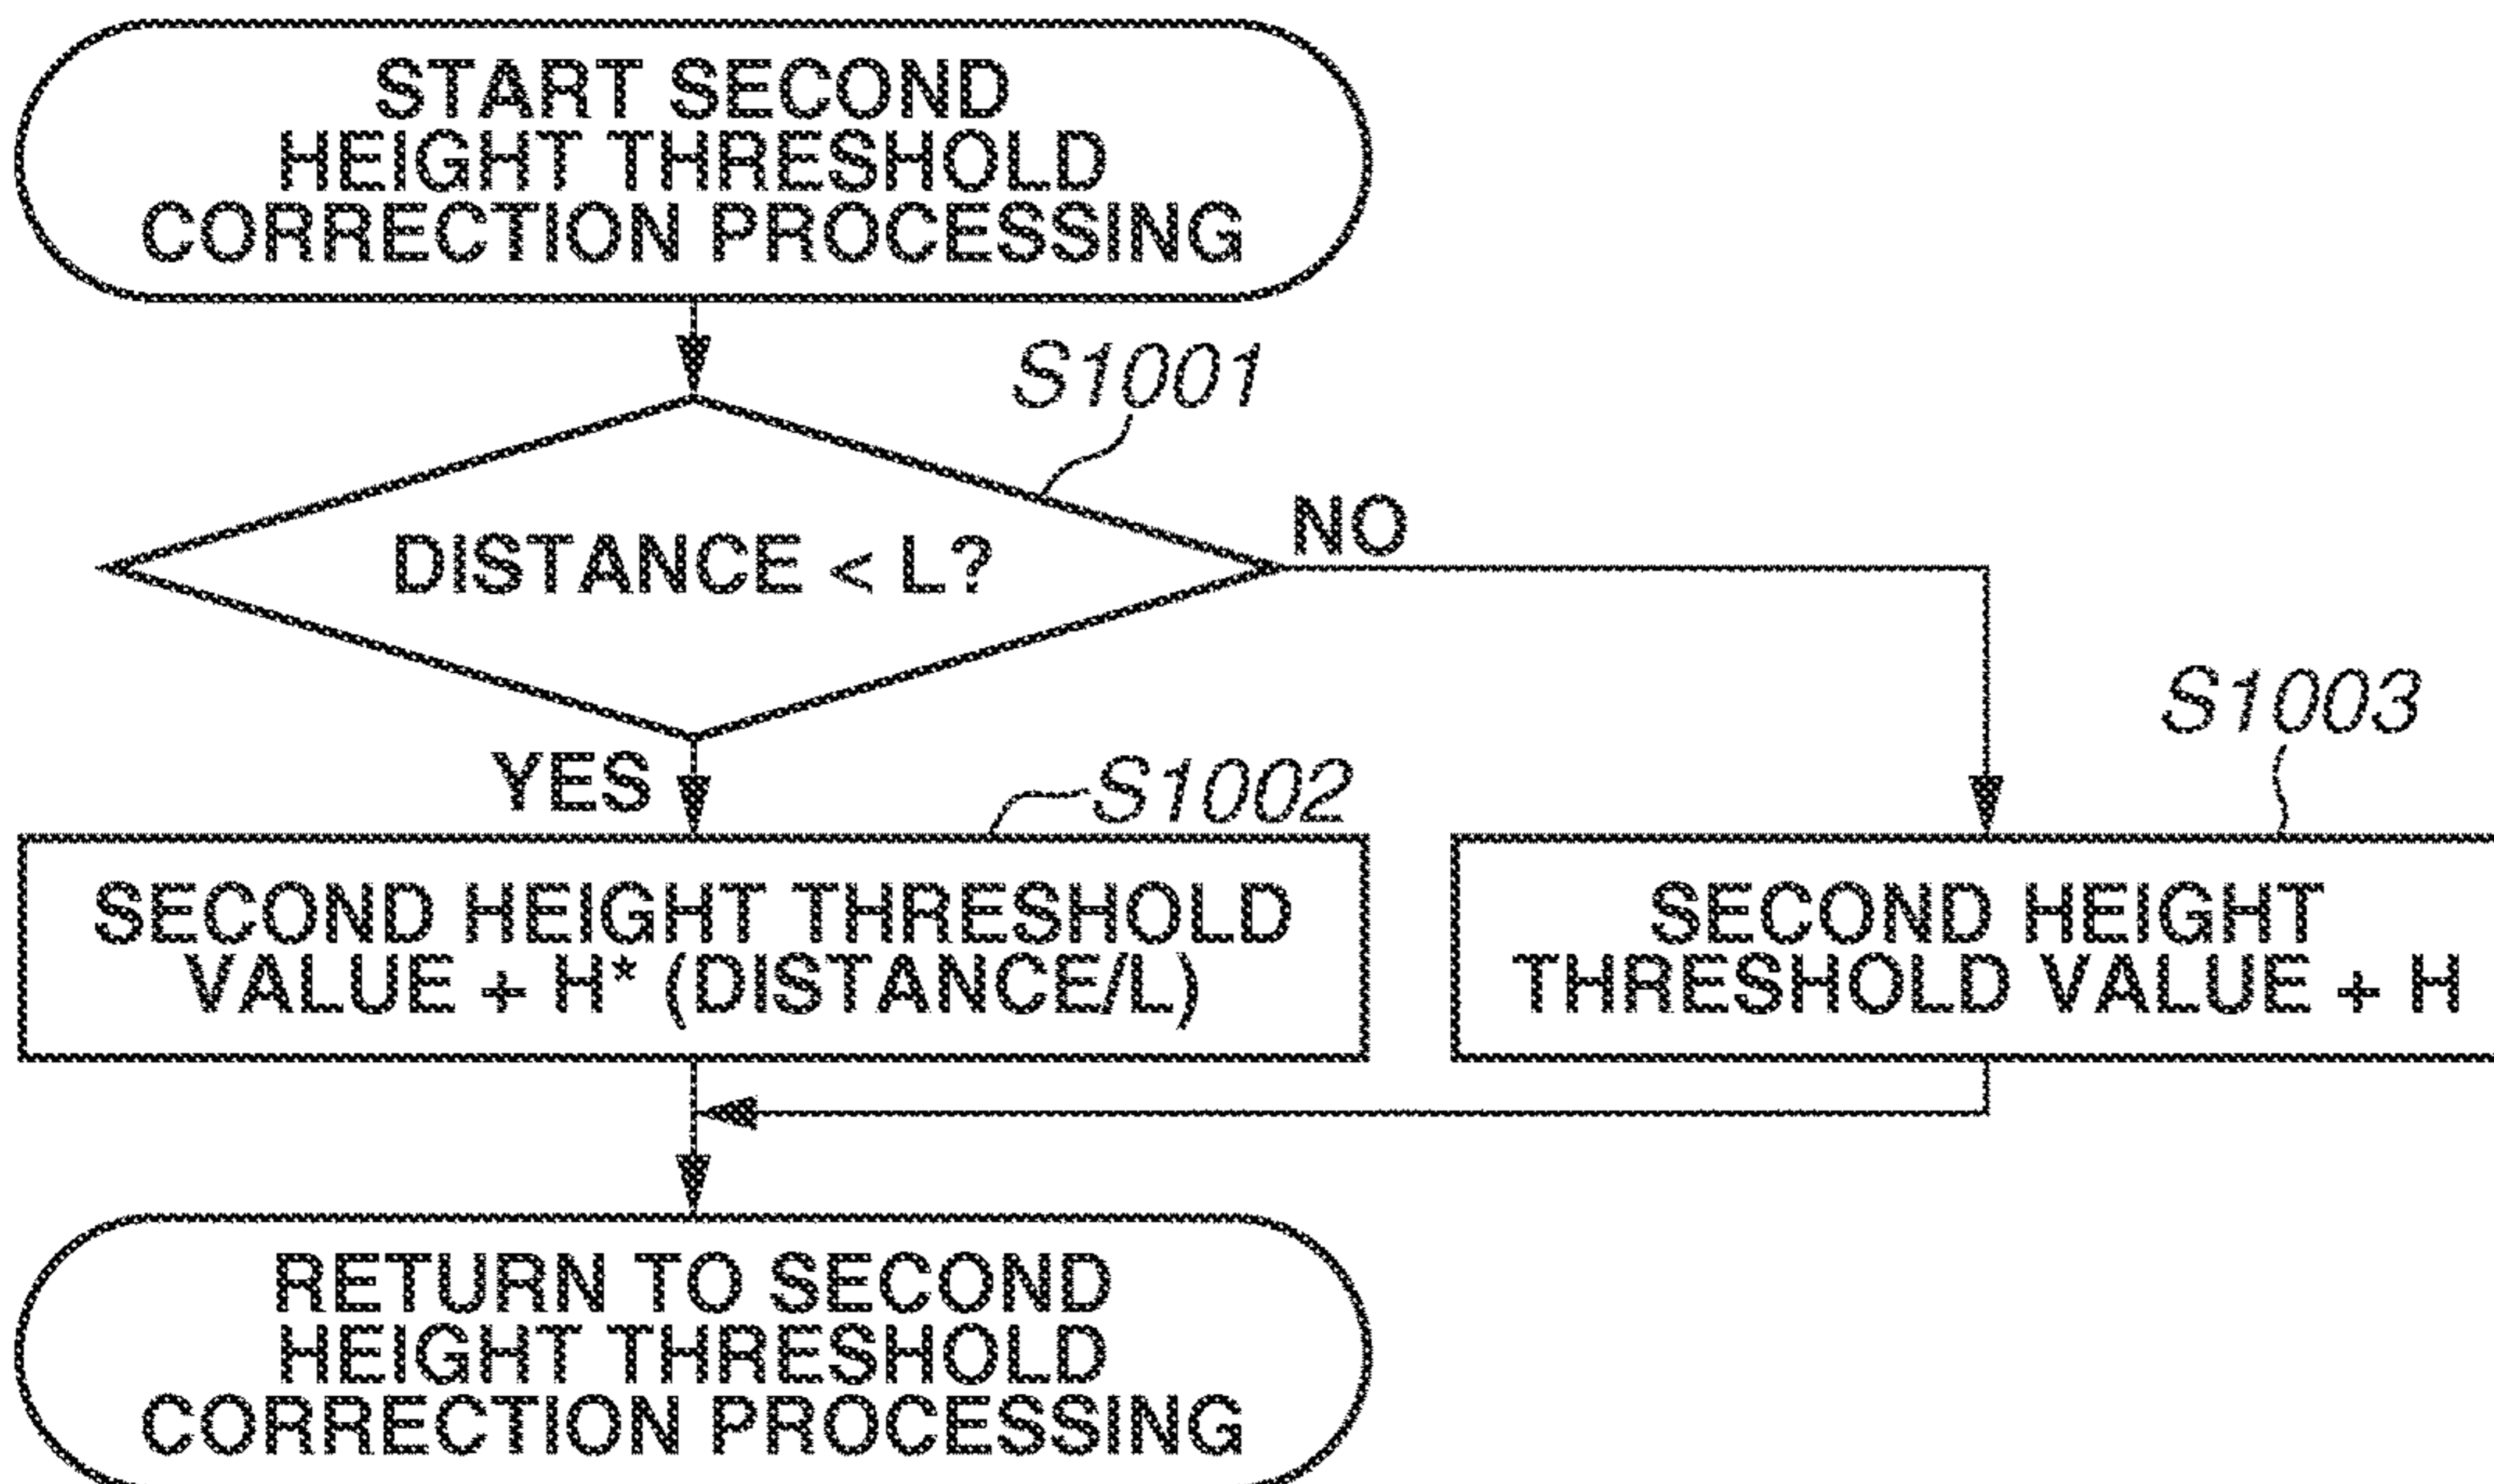 START SECOND
HEIGHT THRESHOLD
CORRECTION PROCESSING
S1001
DISTANCE < L?
NO
YES
S1002
S1003
SECOND HEIGHT THRESHOLD
VALUE + H* (DISTANCE/L)
SECOND HEIGHT
THRESHOLD VALUE + H
RETURN TO SECOND
HEIGHT THRESHOLD
CORRECTION PROCESSING